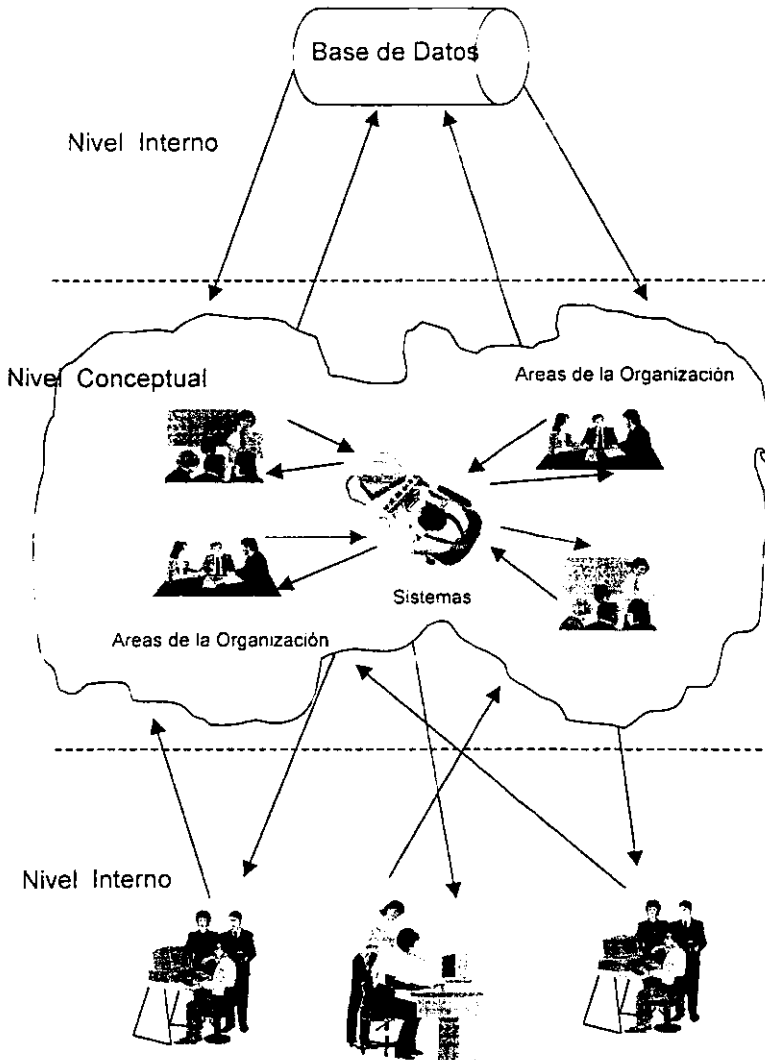 Base de Datos
Nivel Interno
Nivel Conceptual
Areas de la Organización
Sistemas
Areas de la Organización
Nivel Interno